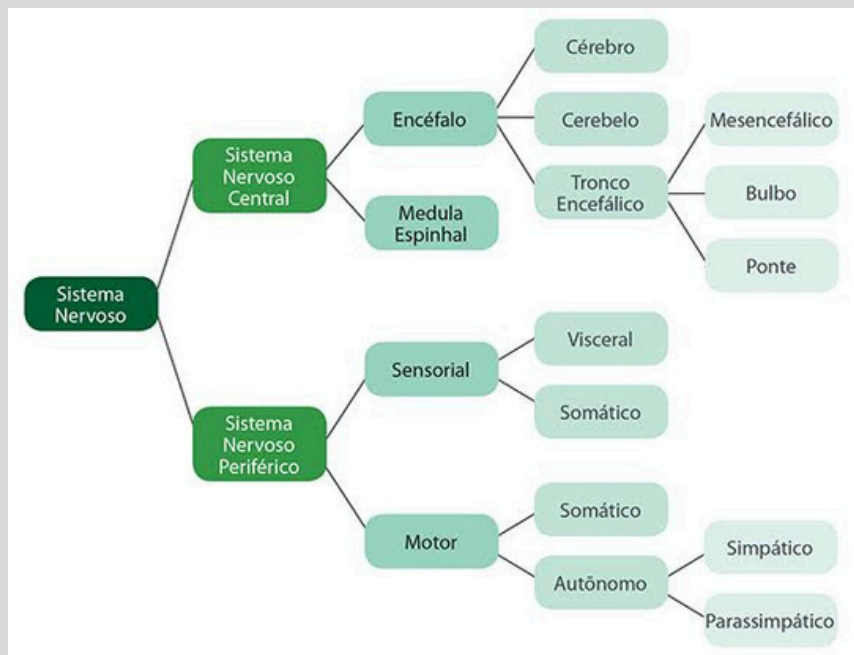 Sistema
Nervoso
Sistema
Nervoso
Central
Encéfalo
Cérebro
Cerebelo
Tronco
Encefálico
Mesencefálico
Bulbo
Ponte
Medula
Espinhal
Sistema
Nervoso
Periférico
Sensorial
Visceral
Somático
Motor
Somático
Autônomo
Simpático
Parassimpático